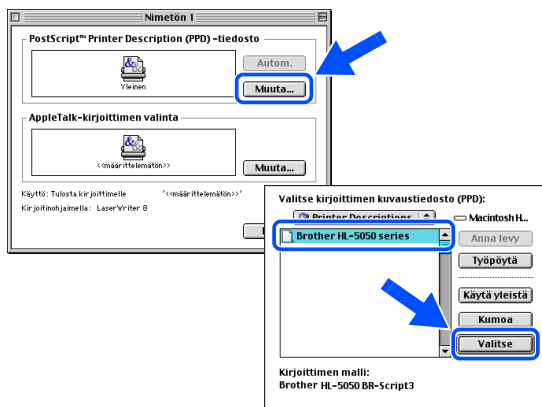 Nimetön 1
PostScript™ Printer Description (PPD) -tiedosto
Yleinen
Autom.
Muuta...
AppleTalk-kirjoittimen valinta
<<määrittelemätön>>
Muuta...
Käyttö: Tulosta kirjoittimelle '<<määrittelemätön>>'
Kirjoitinohjaimella: LaserWriter 8
Valitse kirjoittimen kuvaustiedosto (PPD):
Printer Descriptions
Macintosh H...
Brother HL-5050 series
Anna levy
Työpöytä
Käytä yleistä
Kumoa
Valitse
Kirjoittimen malli:
Brother HL-5050 BR-Script3